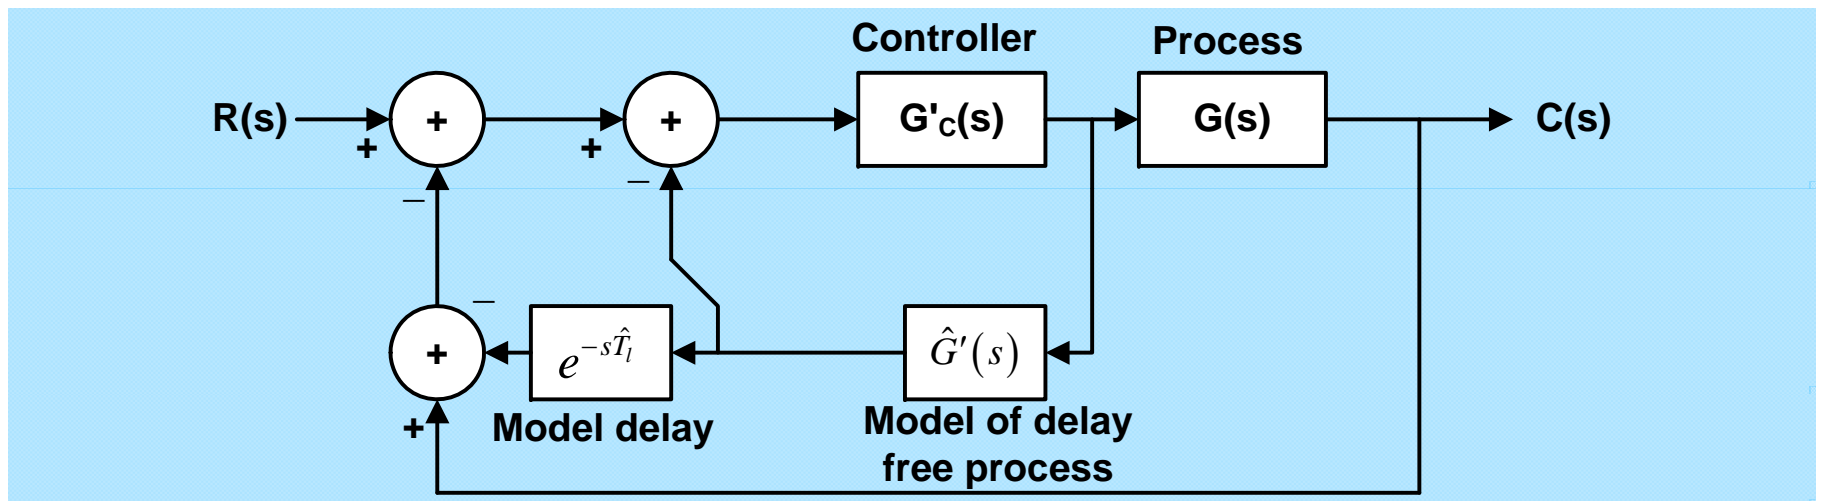 Controller Process
R(s) + + G'C(s) G(s) C(s)
+ + −
−
−
+ e^{-sT̂_l} Ĝ′(s)
+ Model delay Model of delay
free process